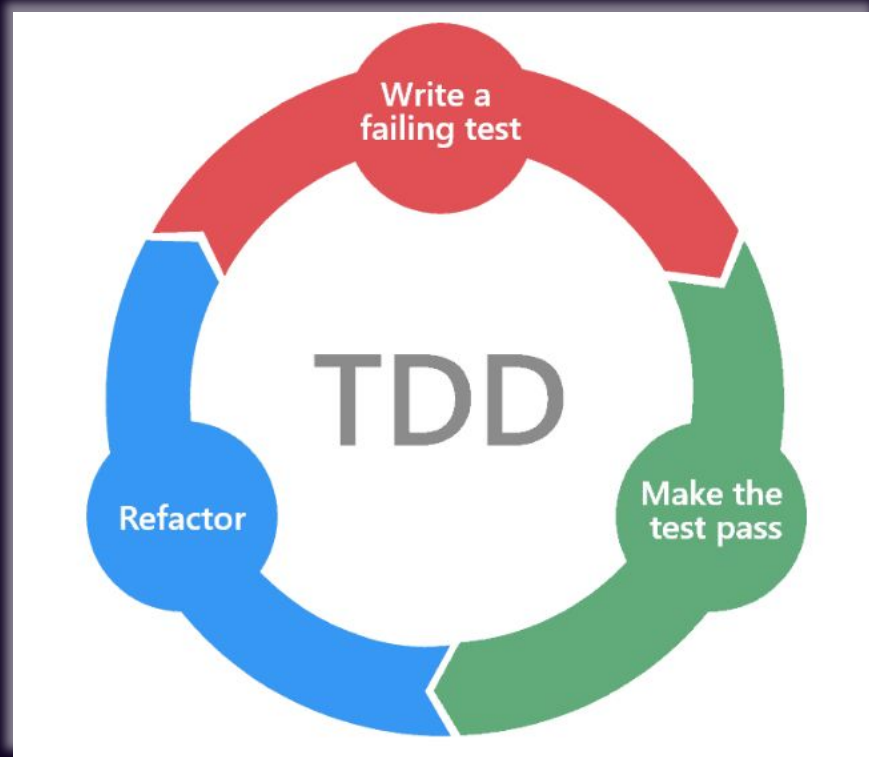 Write a
failing test
TDD
Refactor
Make the
test pass